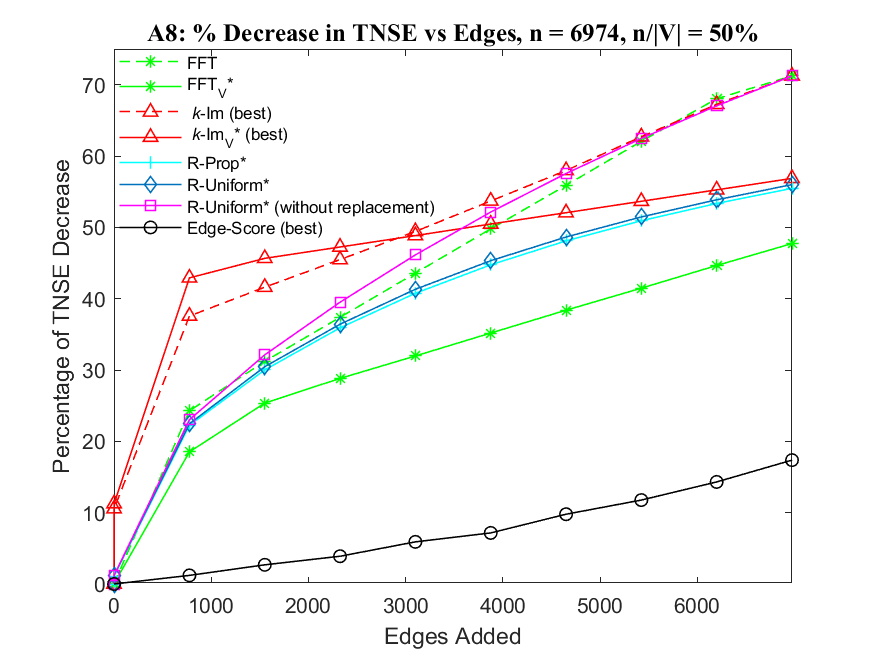 A8: % Decrease in TNSE vs Edges, n = 6974, n/|V| = 50%
FFT
FFT_V*
k-Im (best)
k-Im_V* (best)
R-Prop*
R-Uniform*
R-Uniform* (without replacement)
Edge-Score (best)
Percentage of TNSE Decrease
70
60
50
40
30
20
10
0
0 1000 2000 3000 4000 5000 6000
Edges Added